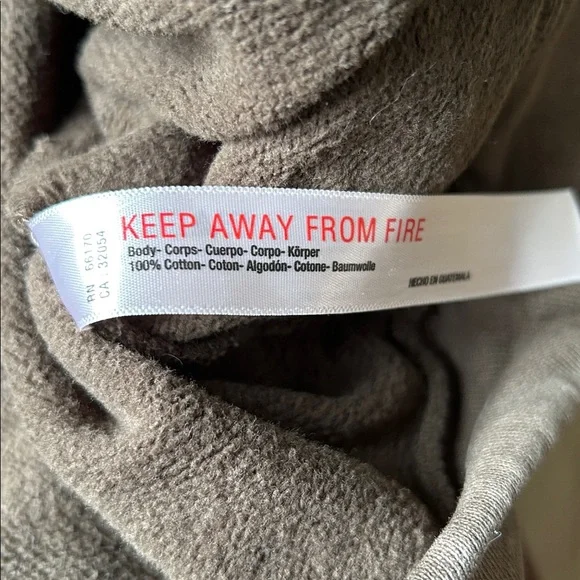 KEEP AWAY FROM FIRE
Body- Corps- Cuerpo- Corpo- Körper
100% Cotton- Coton- Algodón- Cotone- Baumwolle
HECHO EN GUATEMALA
RN 66170
CA 32054